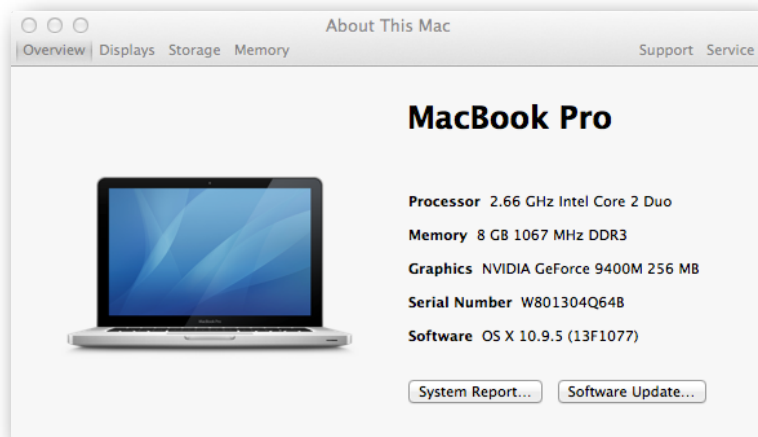 About This Mac
Overview Displays Storage Memory Support Service
MacBook Pro
Processor 2.66 GHz Intel Core 2 Duo
Memory 8 GB 1067 MHz DDR3
Graphics NVIDIA GeForce 9400M 256 MB
Serial Number W801304Q64B
Software OS X 10.9.5 (13F1077)
System Report... Software Update...
MacBook Pro